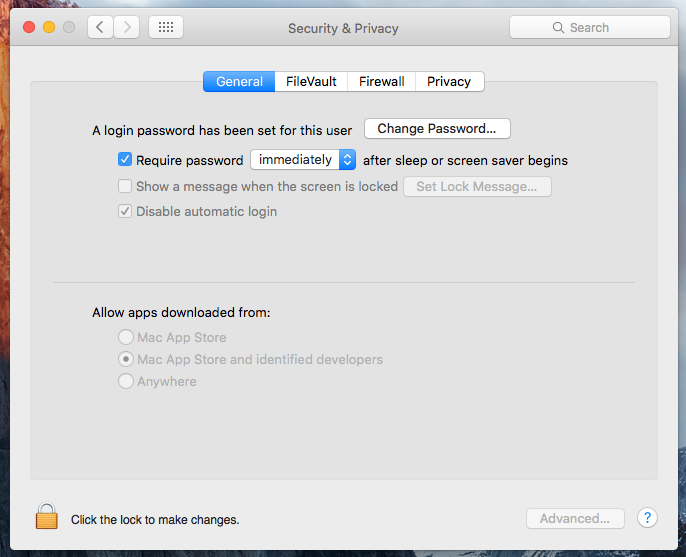 Security & Privacy
Search
General FileVault Firewall Privacy
A login password has been set for this user Change Password...
Require password immediately after sleep or screen saver begins
Show a message when the screen is locked Set Lock Message...
Disable automatic login
Allow apps downloaded from:
Mac App Store
Mac App Store and identified developers
Anywhere
Click the lock to make changes. Advanced... ?